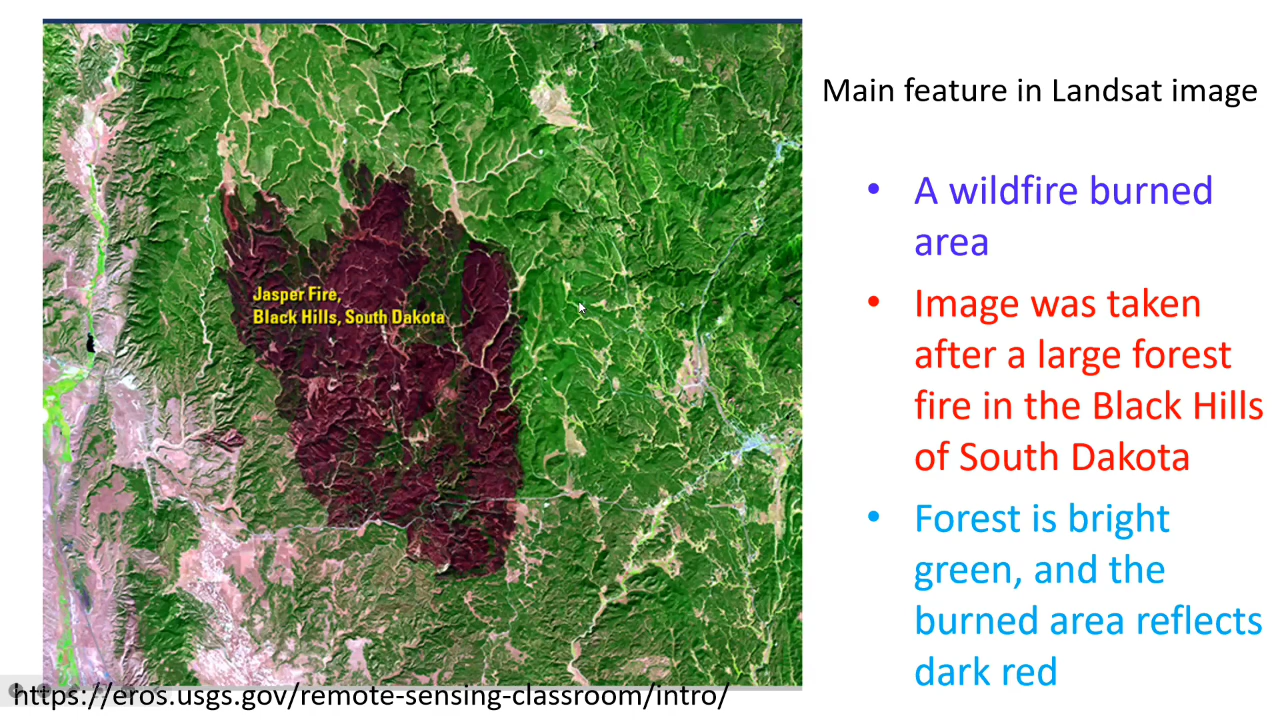 Main feature in Landsat image
• A wildfire burned
area
• Image was taken
after a large forest
fire in the Black Hills
of South Dakota
• Forest is bright
green, and the
burned area reflects
dark red
Jasper Fire,
Black Hills, South Dakota
https://eros.usgs.gov/remote-sensing-classroom/intro/